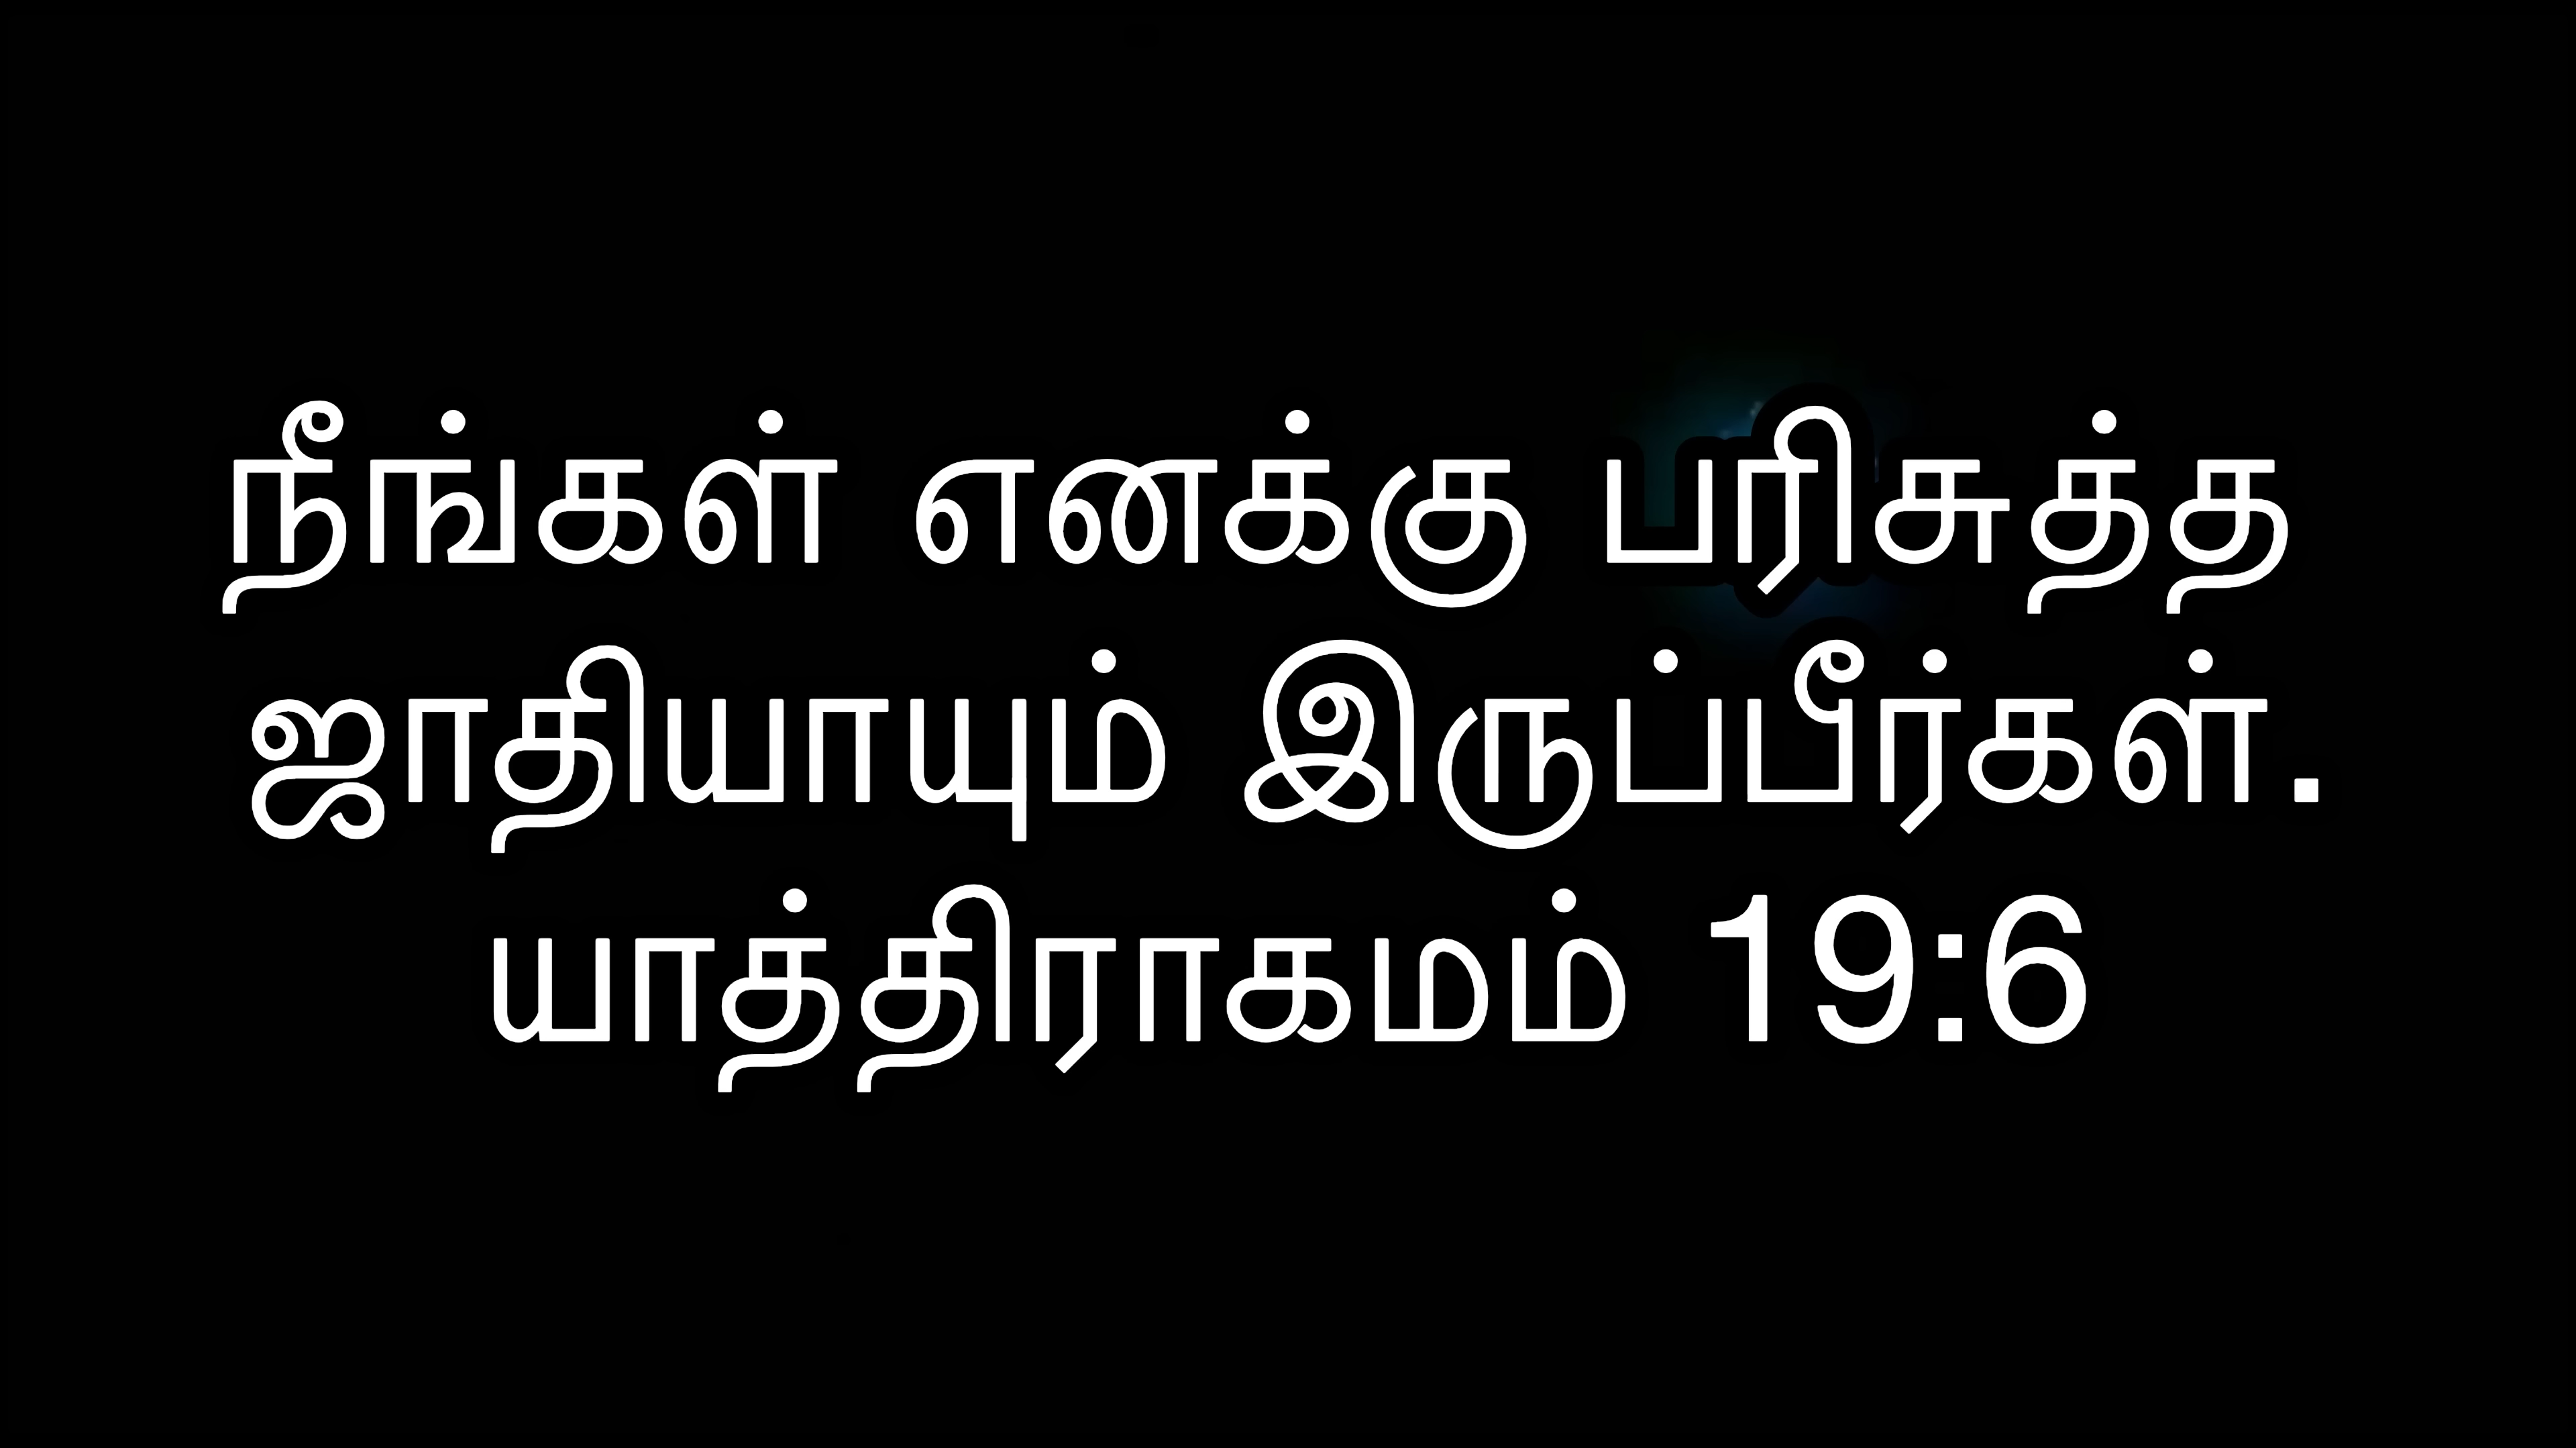 நீங்கள் எனக்கு பரிசுத்த
ஜாதியாயும் இருப்பீர்கள்.
யாத்திராகமம் 19:6